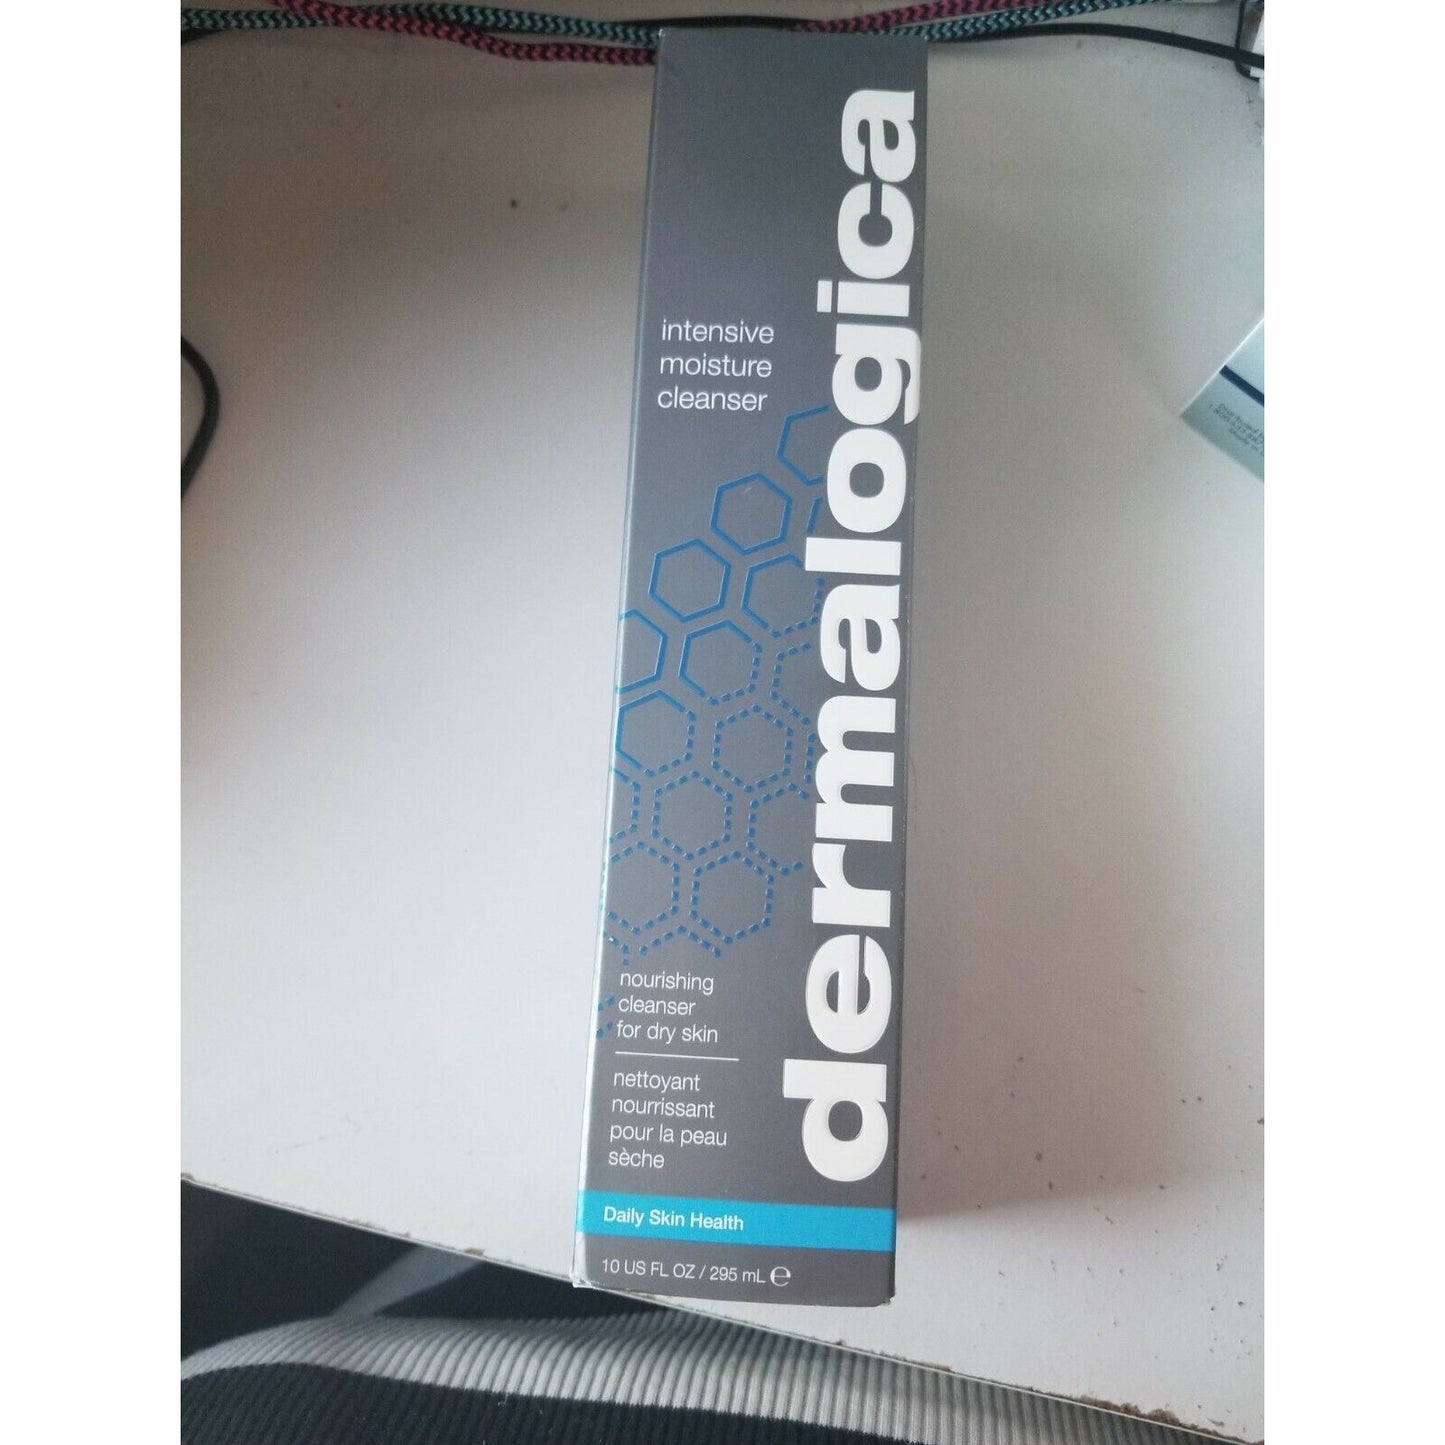 dermalogica
intensive
moisture
cleanser
nourishing
cleanser
for dry skin
nettoyant
nourrissant
pour la peau
sèche
Daily Skin Health
10 US FL OZ / 295 mL ℮
Distributed